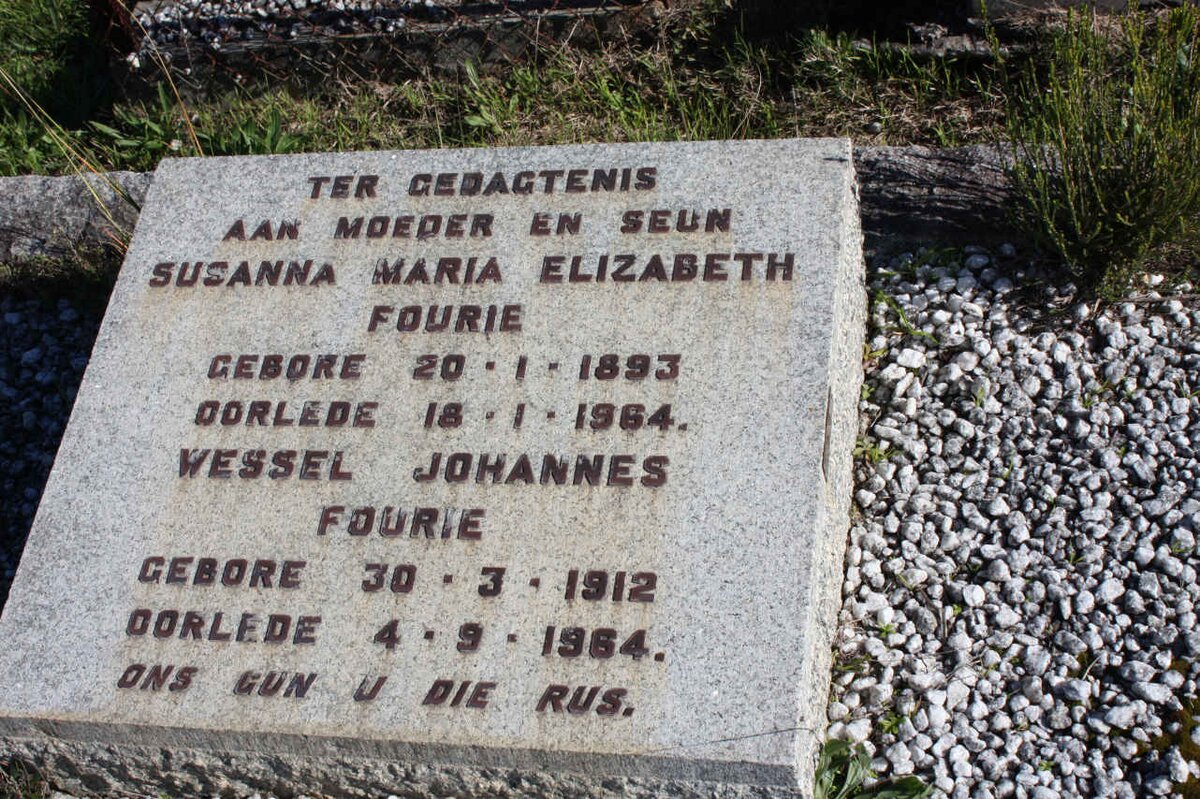 TER GEDAGTENIS
AAN MOEDER EN SEUN
SUSANNA MARIA ELIZABETH
FOURIE
GEBORE 20 · 1 · 1893
OORLEDE 18 · 1 · 1964.
WESSEL JOHANNES
FOURIE
GEBORE 30 · 3 · 1912
OORLEDE 4 · 9 · 1964.
ONS GUN U DIE RUS.